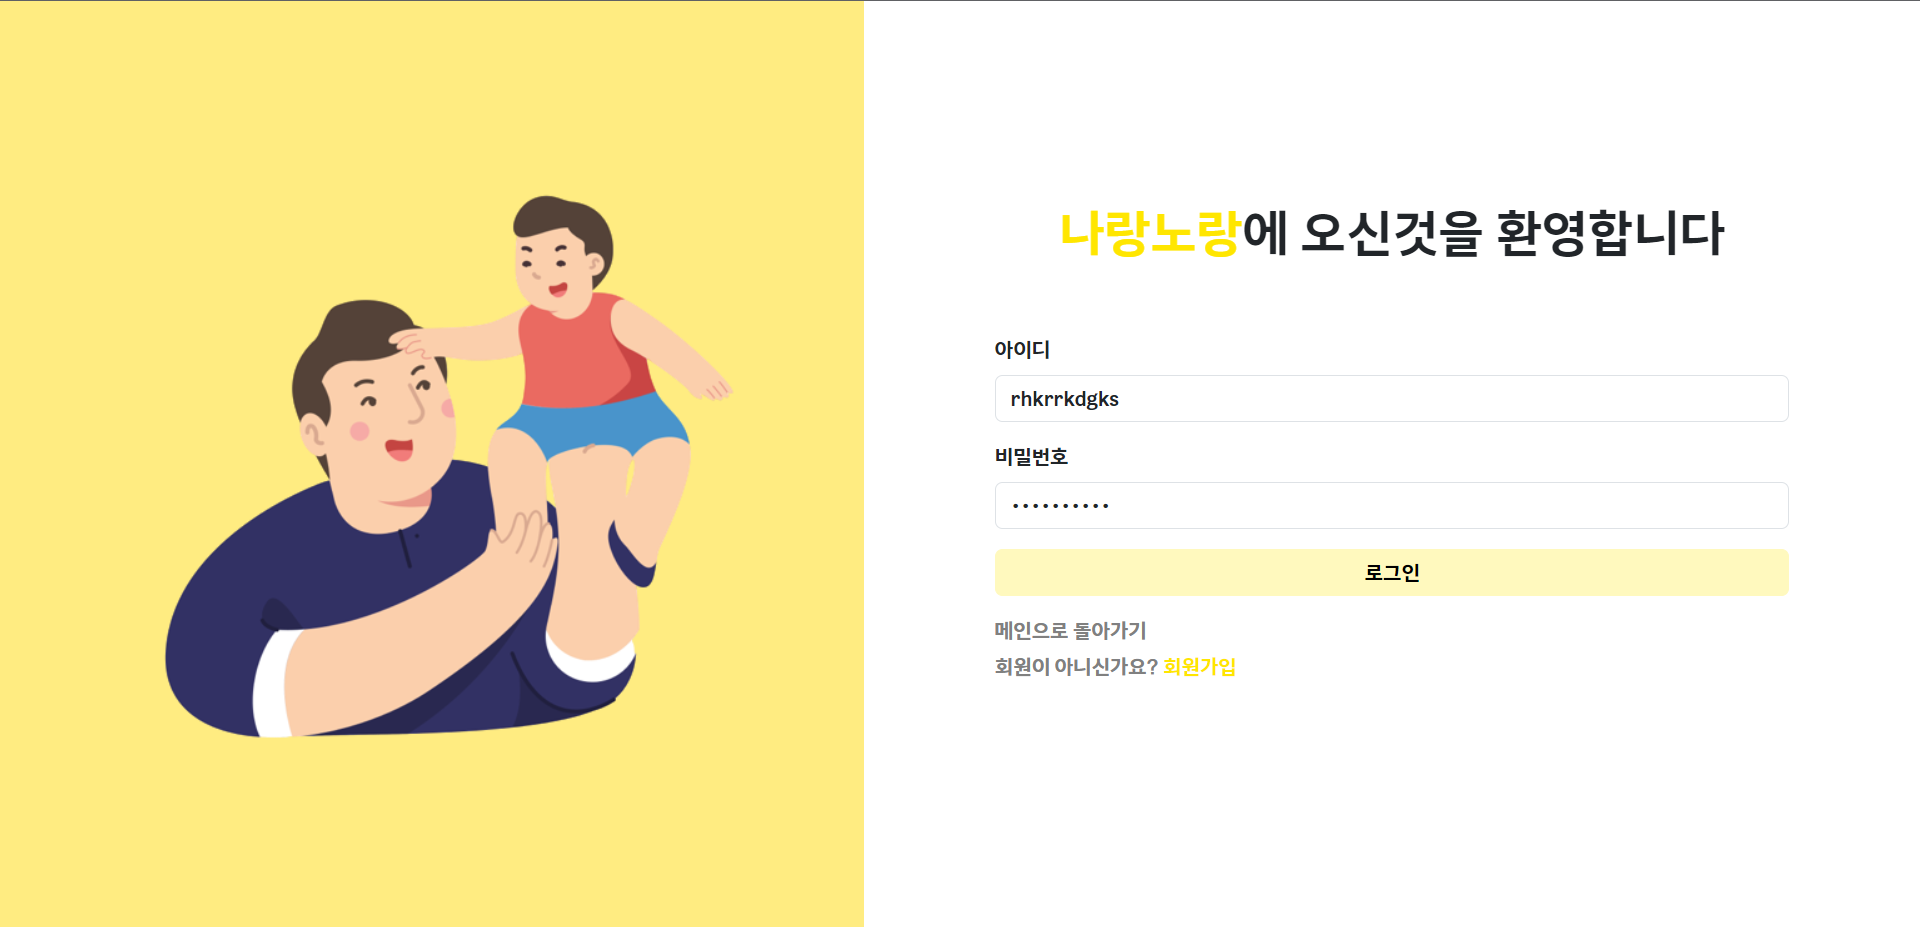 나랑노랑에 오신것을 환영합니다
아이디
rhkrrkdgks
비밀번호
••••••••••
로그인
메인으로 돌아가기
회원이 아니신가요? 회원가입